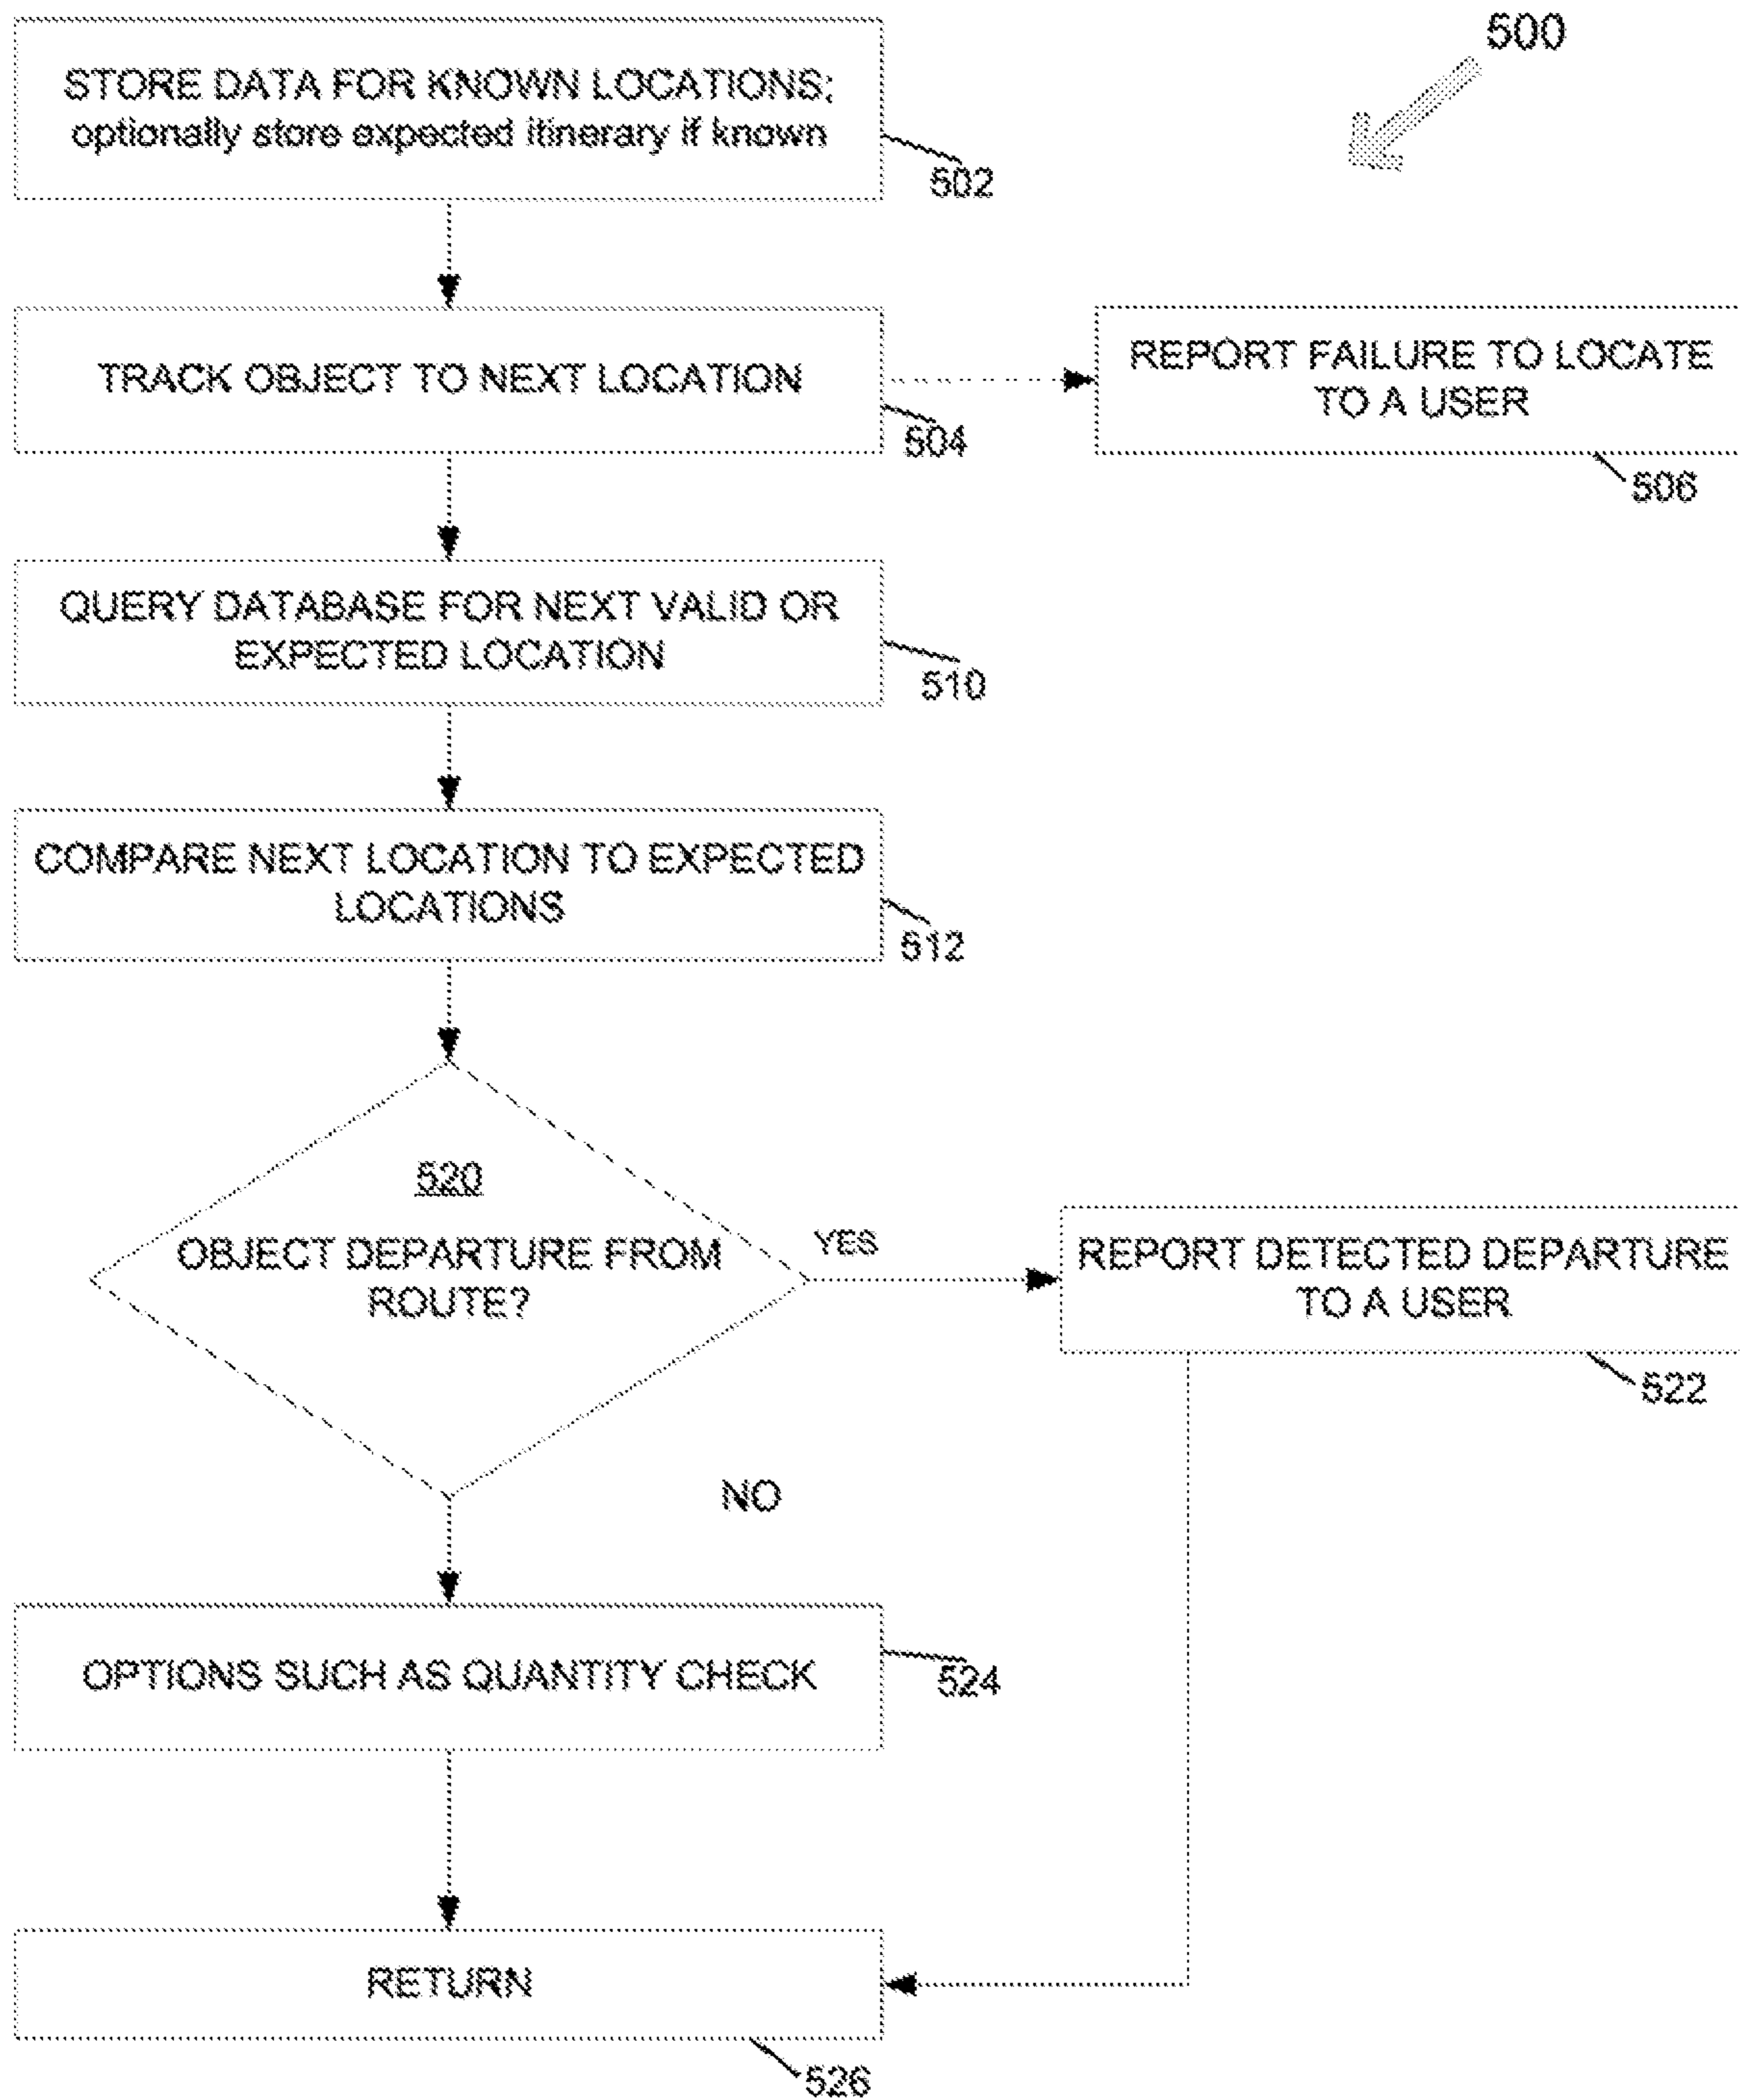 500
STORE DATA FOR KNOWN LOCATIONS;
optionally store expected itinerary if known
502
TRACK OBJECT TO NEXT LOCATION
504
REPORT FAILURE TO LOCATE
TO A USER
506
QUERY DATABASE FOR NEXT VALID OR
EXPECTED LOCATION
510
COMPARE NEXT LOCATION TO EXPECTED
LOCATIONS
512
520
OBJECT DEPARTURE FROM
ROUTE?
YES
REPORT DETECTED DEPARTURE
TO A USER
522
NO
OPTIONS SUCH AS QUANTITY CHECK
524
RETURN
526